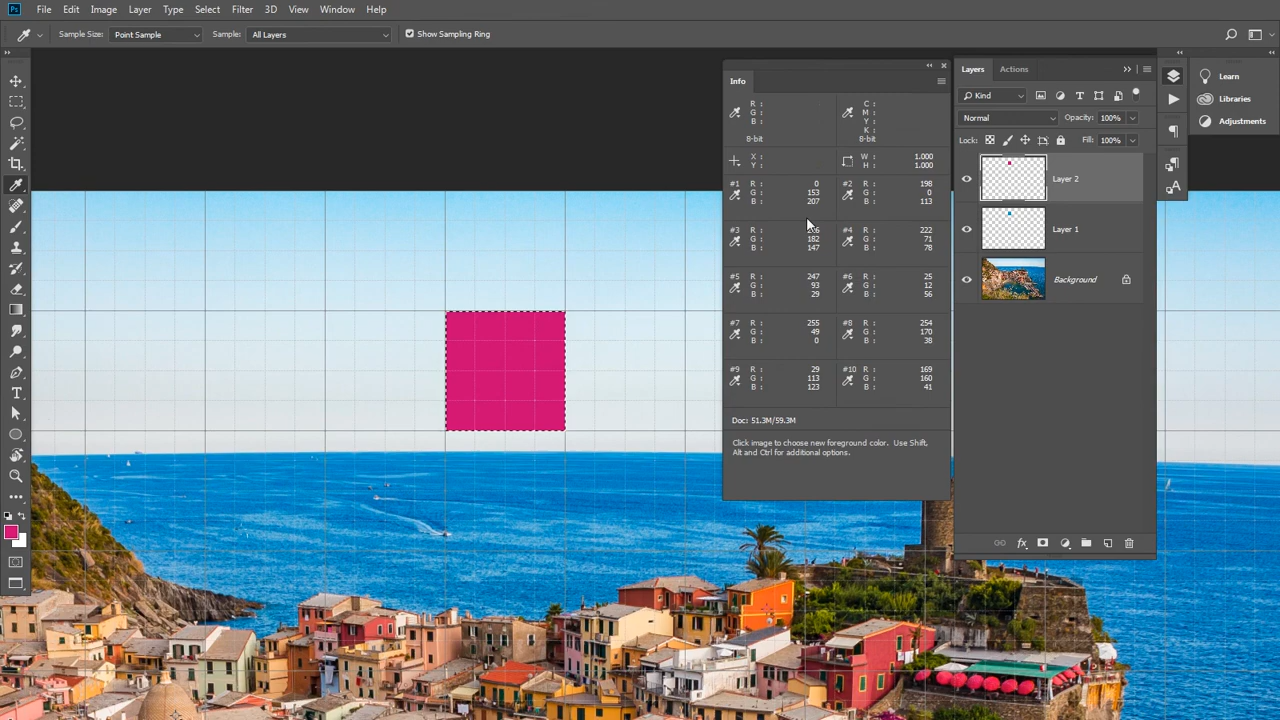 Ps File Edit Image Layer Type Select Filter 3D View Window Help
Sample Size: Point Sample Sample: All Layers Show Sampling Ring
Info
R :
G :
B :
8-bit
C :
M :
Y :
K :
8-bit
X :
Y :
W : 1.000
H : 1.000
#1 R : 0
G : 153
B : 207
#2 R : 198
G : 0
B : 113
#3 R :
G : 182
B : 147
#4 R : 222
G : 71
B : 78
#5 R : 247
G : 93
B : 29
#6 R : 25
G : 12
B : 56
#7 R : 255
G : 49
B : 0
#8 R : 254
G : 170
B : 38
#9 R : 29
G : 113
B : 123
#10 R : 169
G : 160
B : 41
Doc: 51.3M/59.3M
Click image to choose new foreground color. Use Shift,
Alt and Ctrl for additional options.
Layers Actions
Kind
Normal Opacity: 100%
Lock: Fill: 100%
Layer 2
Layer 1
Background
fx
Learn
Libraries
Adjustments